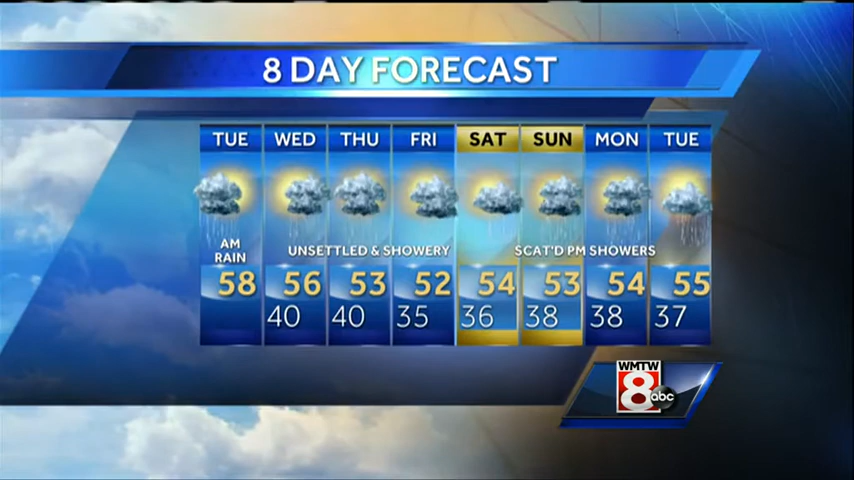 8 DAY FORECAST
TUE WED THU FRI SAT SUN MON TUE
AM
RAIN
UNSETTLED & SHOWERY
SCAT'D PM SHOWERS
58 56 53 52 54 53 54 55
40 40 35 36 38 38 37
WMTW
8 abc